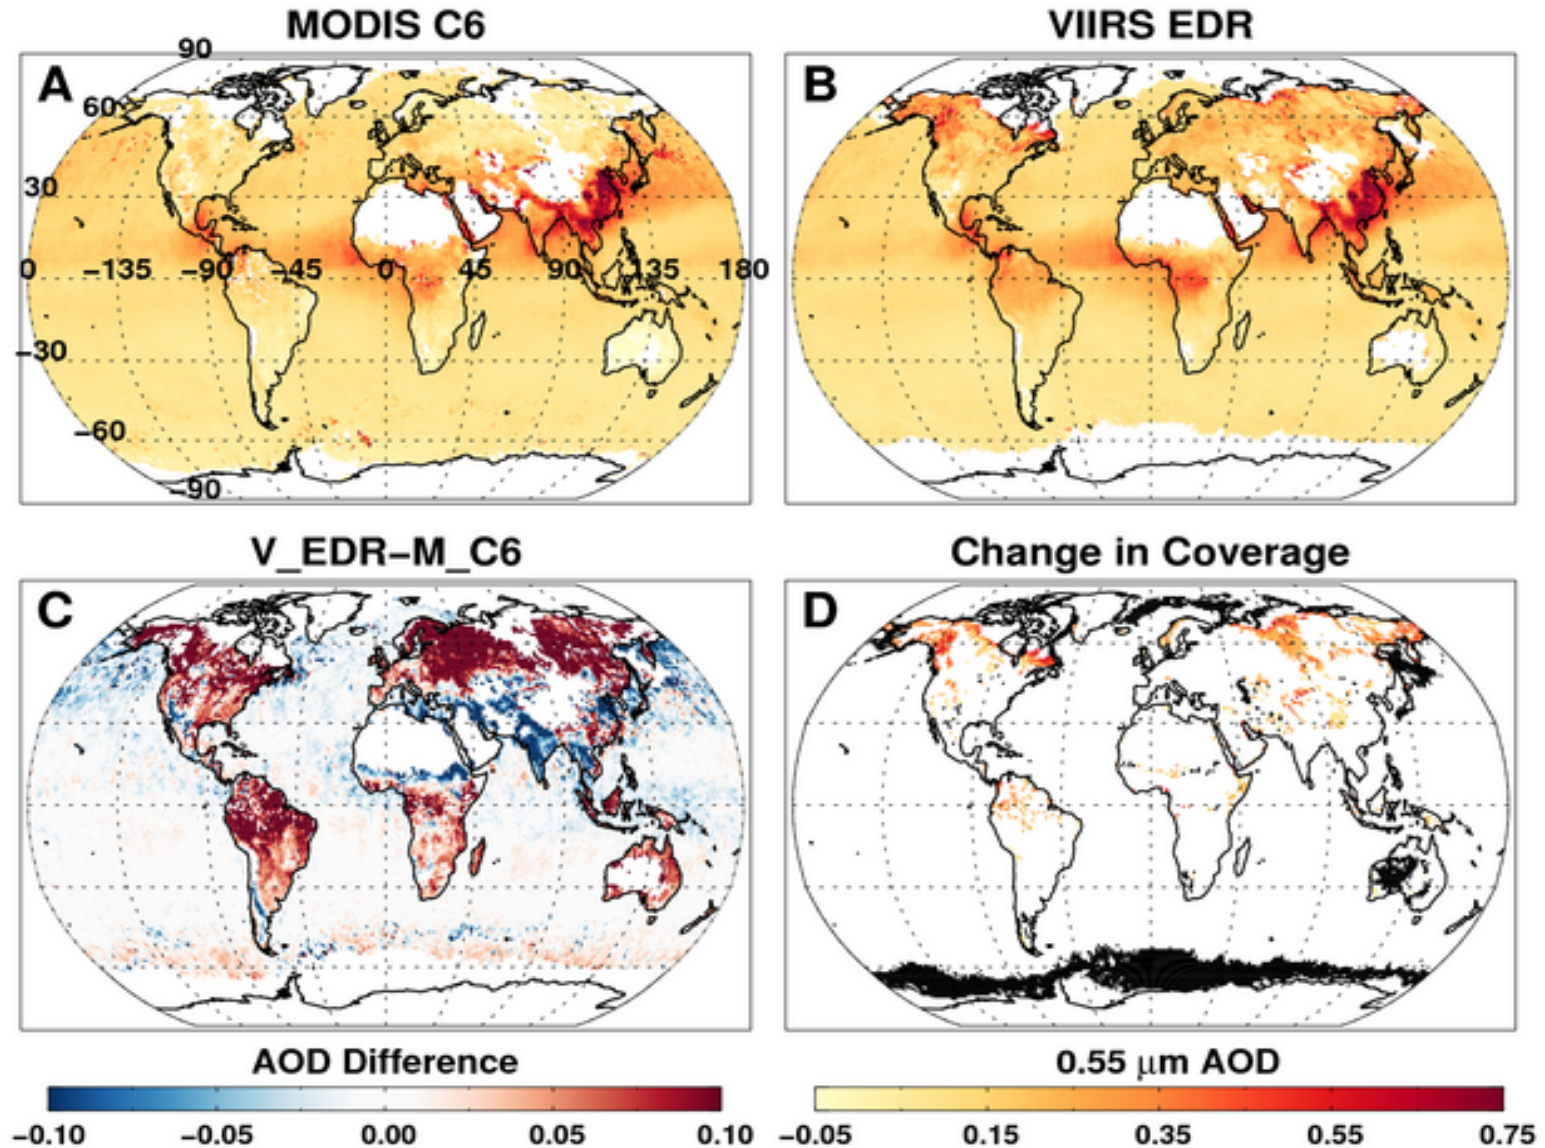 MODIS C6
VIIRS EDR
A
B
90
60
30
0 −135 −90 −45 0 45 90 135 180
−30
−60
−90
V_EDR−M_C6
Change in Coverage
C
D
AOD Difference
0.55 μm AOD
−0.10 −0.05 0.00 0.05 0.10
−0.05 0.15 0.35 0.55 0.75